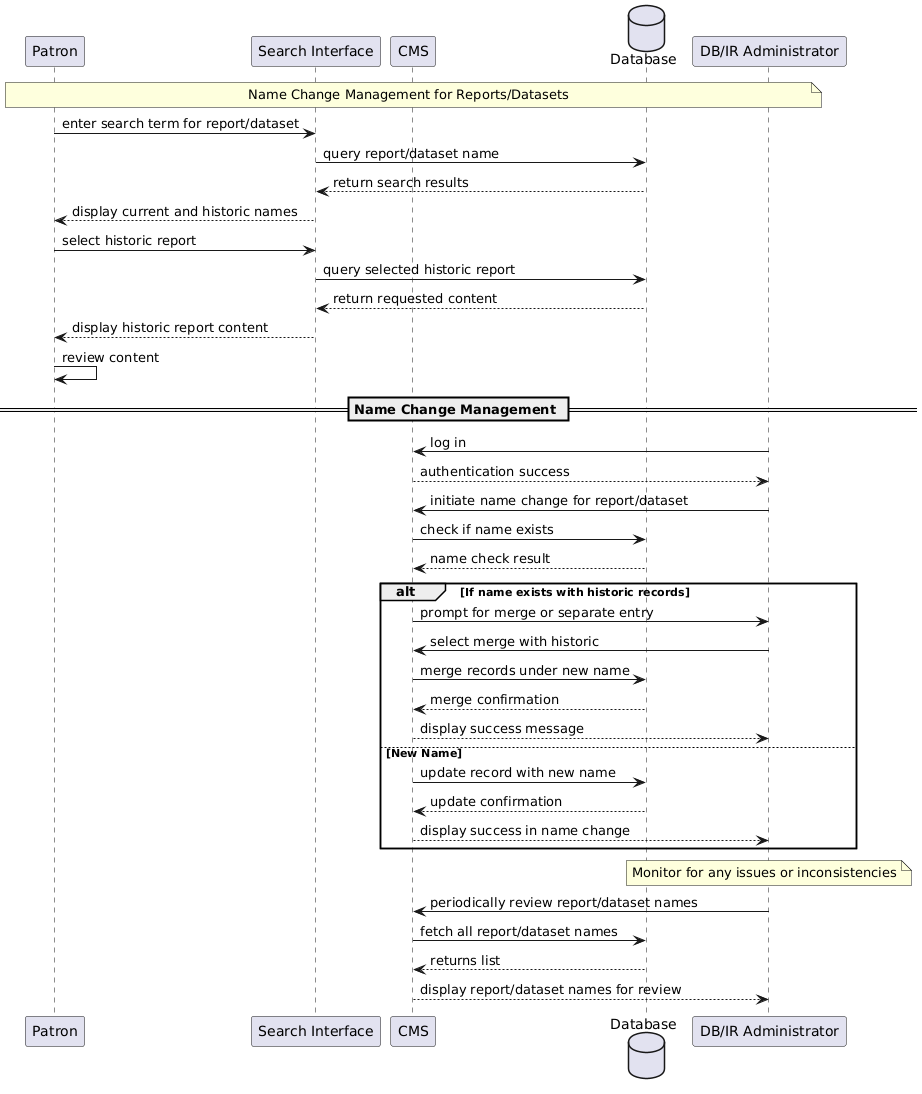 Patron
Search Interface
CMS
Database
DB/IR Administrator
Name Change Management for Reports/Datasets
enter search term for report/dataset
query report/dataset name
return search results
display current and historic names
select historic report
query selected historic report
return requested content
display historic report content
review content
Name Change Management
log in
authentication success
initiate name change for report/dataset
check if name exists
name check result
alt [If name exists with historic records]
prompt for merge or separate entry
select merge with historic
merge records under new name
merge confirmation
display success message
[New Name]
update record with new name
update confirmation
display success in name change
Monitor for any issues or inconsistencies
periodically review report/dataset names
fetch all report/dataset names
returns list
display report/dataset names for review
Patron
Search Interface
CMS
Database
DB/IR Administrator